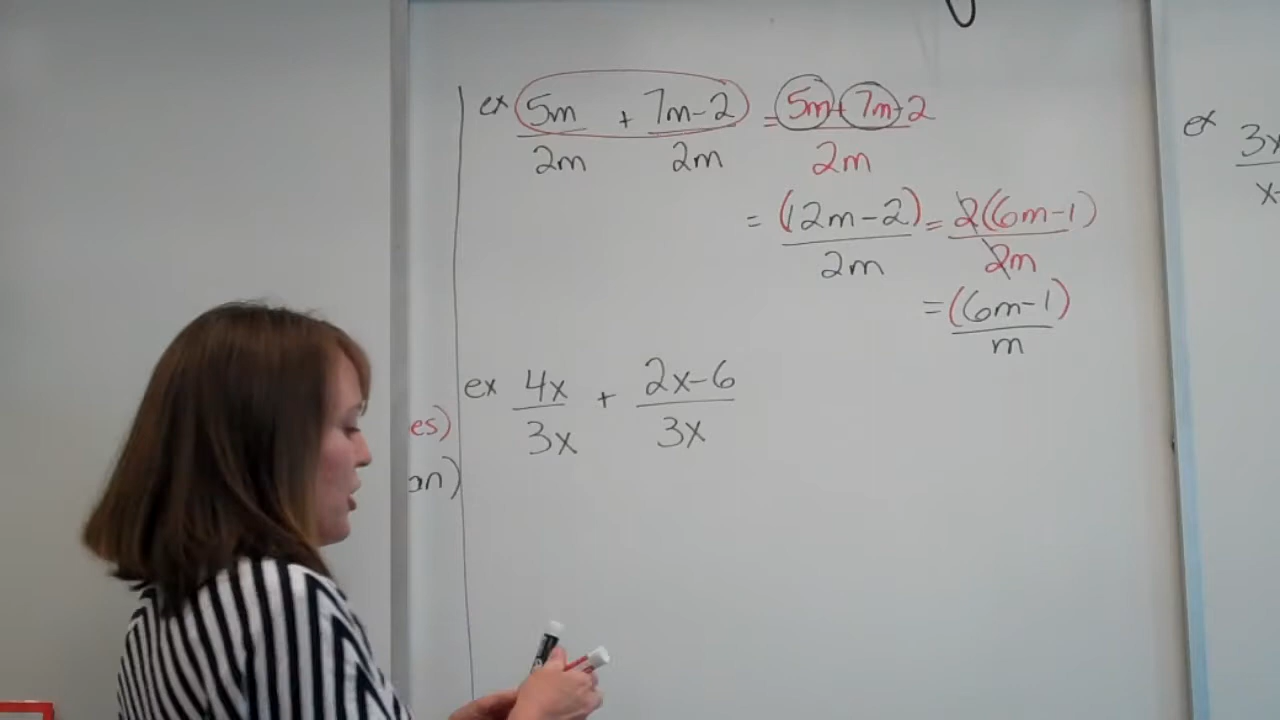 ex 5m + 7m-2 = 5m+7m-2
2m 2m 2m
= (12m-2) = 2(6m-1)
2m 2m
= (6m-1)
m
ex 4x + 2x-6
3x 3x
es)
on)
ex 3x
x-